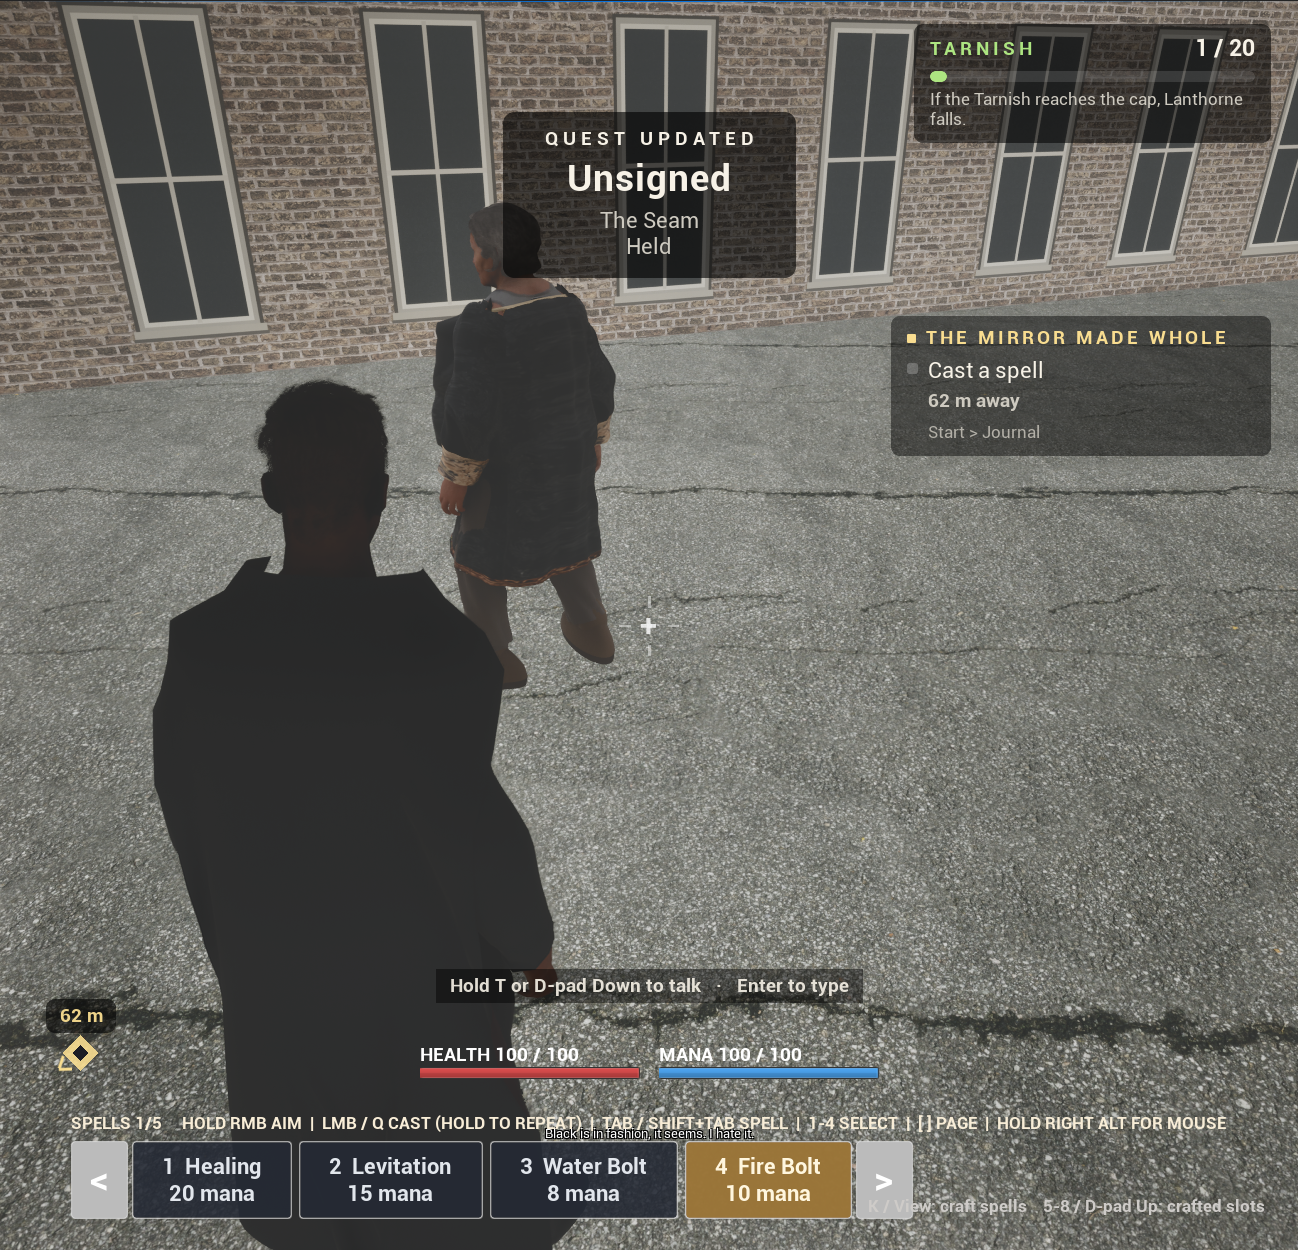 TARNISH 1 / 20
If the Tarnish reaches the cap, Lanthorne
falls.
QUEST UPDATED
Unsigned
The Seam
Held
THE MIRROR MADE WHOLE
Cast a spell
62 m away
Start > Journal
Hold T or D-pad Down to talk · Enter to type
62 m
HEALTH 100 / 100 MANA 100 / 100
SPELLS 1/5 HOLD RMB AIM | LMB / Q CAST (HOLD TO REPEAT) | TAB / SHIFT+TAB SPELL | 1-4 SELECT | [ ] PAGE | HOLD RIGHT ALT FOR MOUSE
Black is in fashion, it seems. I hate it.
< 1 Healing 2 Levitation 3 Water Bolt 4 Fire Bolt >
20 mana 15 mana 8 mana 10 mana
K / View: craft spells 5-8 / D-pad Up: crafted slots